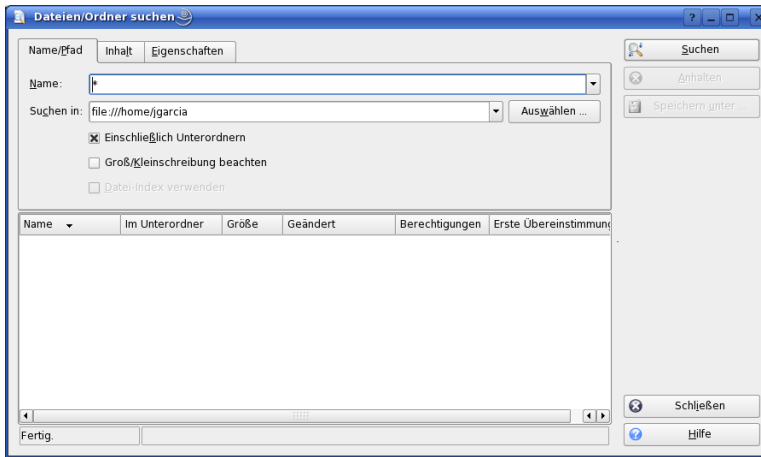 Dateien/Ordner suchen
Name/Pfad Inhalt Eigenschaften
Name: *
Suchen in: file:///home/jgarcia Auswählen ...
Einschließlich Unterordnern
Groß/Kleinschreibung beachten
Datei-Index verwenden
Name Im Unterordner Größe Geändert Berechtigungen Erste Übereinstimmung
Fertig.
Suchen
Anhalten
Speichern unter ...
Schließen
Hilfe